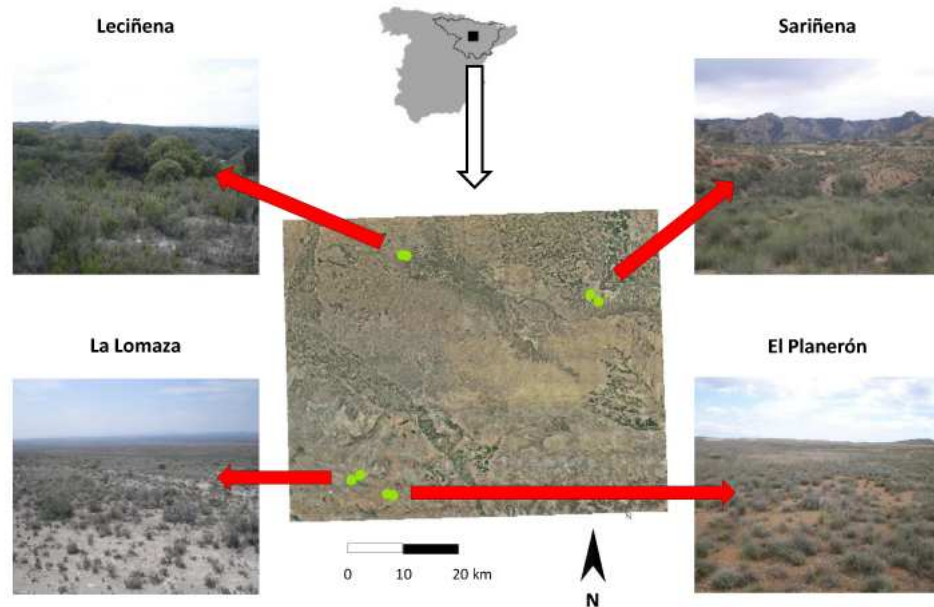 Leciñena
Sariñena
La Lomaza
El Planerón
N
0 10 20 km
N